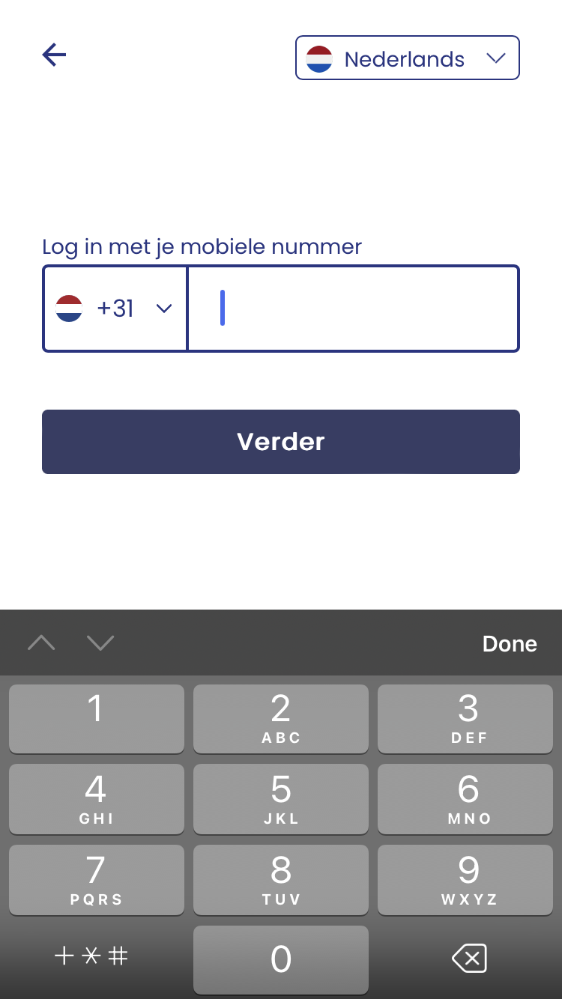 Nederlands
Log in met je mobiele nummer
+31
Verder
Done
1
2
3
ABC
DEF
4
5
6
GHI
JKL
MNO
7
8
9
PQRS
TUV
WXYZ
+*#
0